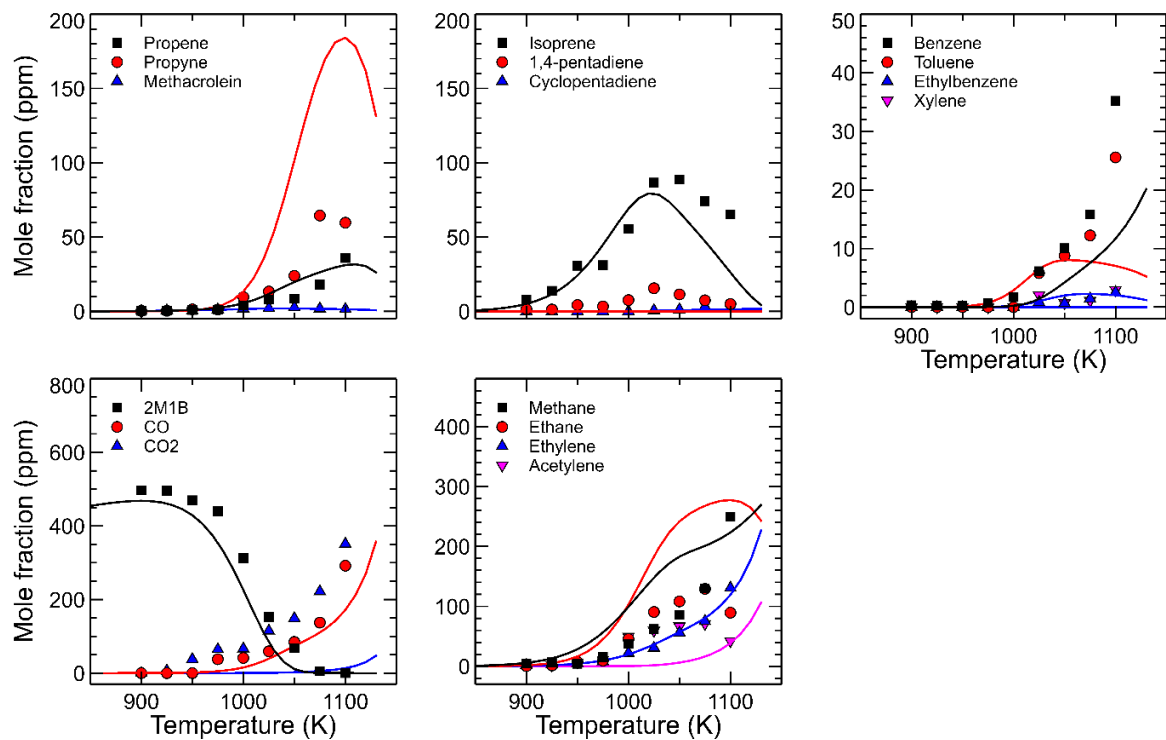 Mole fraction (ppm)
200
150
100
50
0
Propene
Propyne
Methacrolein
200
150
100
50
0
Isoprene
1,4-pentadiene
Cyclopentadiene
50
40
30
20
10
0
Benzene
Toluene
Ethylbenzene
Xylene
900 1000 1100
Temperature (K)
Mole fraction (ppm)
800
600
400
200
0
2M1B
CO
CO2
900 1000 1100
Temperature (K)
400
300
200
100
0
Methane
Ethane
Ethylene
Acetylene
900 1000 1100
Temperature (K)